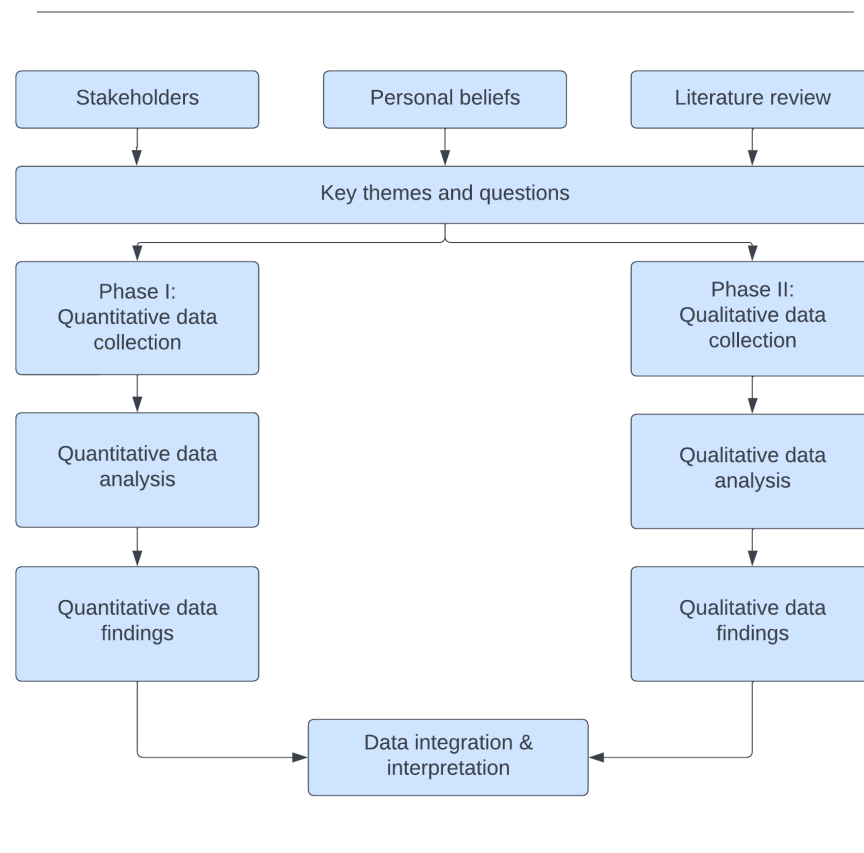 Stakeholders
Personal beliefs
Literature review
Key themes and questions
Phase I:
Quantitative data
collection
Phase II:
Qualitative data
collection
Quantitative data
analysis
Qualitative data
analysis
Quantitative data
findings
Qualitative data
findings
Data integration &
interpretation